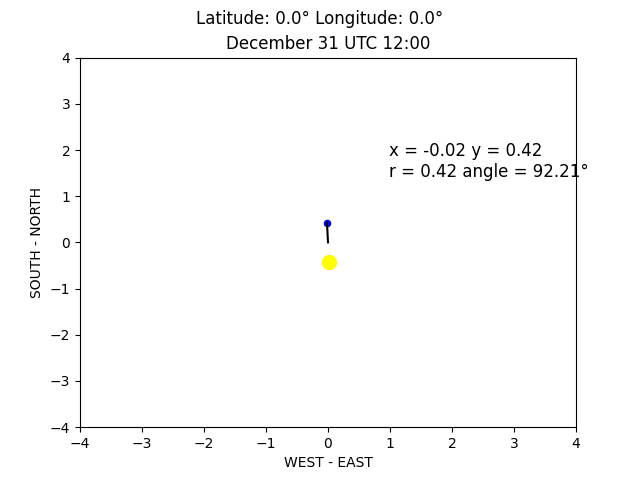 Latitude: 0.0° Longitude: 0.0°
December 31 UTC 12:00
4
3
2
1
0
−1
−2
−3
−4
SOUTH - NORTH
x = -0.02 y = 0.42
r = 0.42 angle = 92.21°
−4 −3 −2 −1 0 1 2 3 4
WEST - EAST